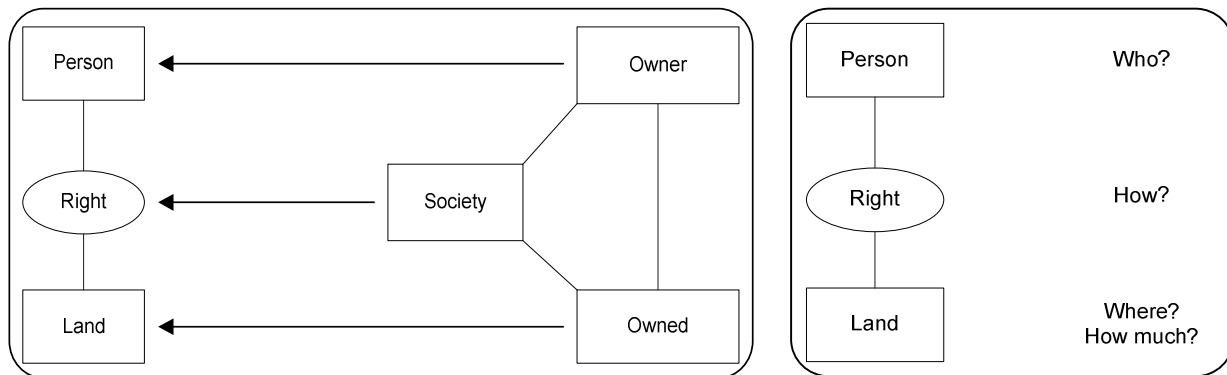 Person
Owner
Right
Society
Land
Owned
Person
Who?
Right
How?
Land
Where?
How much?